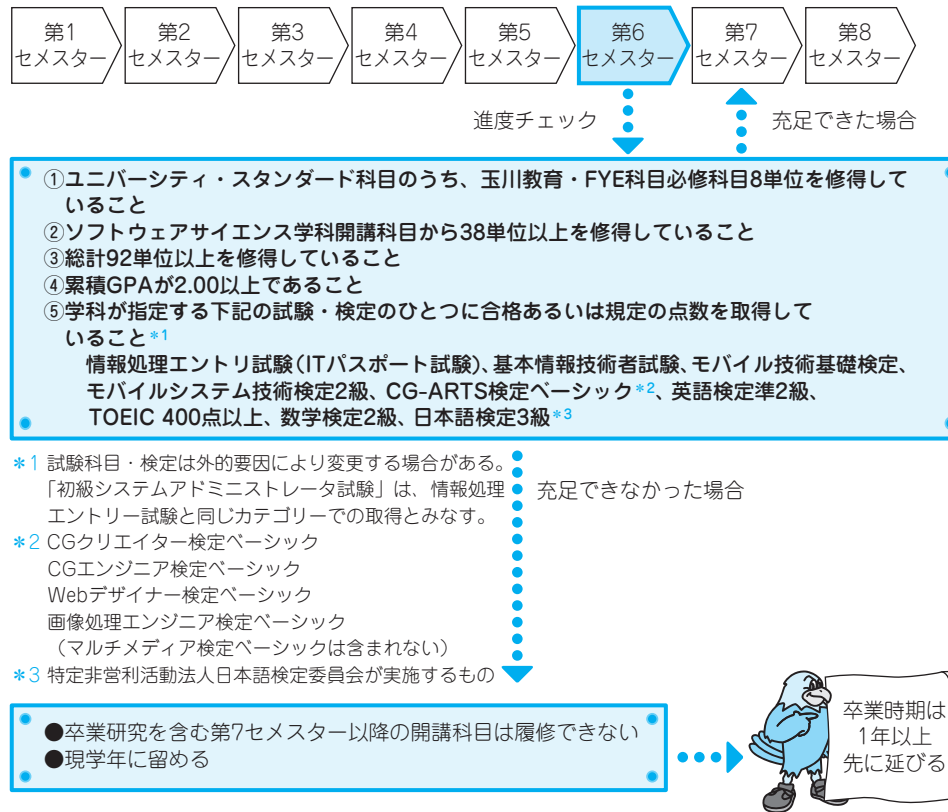 第1
セメスター
第2
セメスター
第3
セメスター
第4
セメスター
第5
セメスター
第6
セメスター
第7
セメスター
第8
セメスター
進度チェック
充足できた場合
①ユニバーシティ・スタンダード科目のうち、玉川教育・FYE科目必修科目8単位を修得して
いること
②ソフトウェアサイエンス学科開講科目から38単位以上を修得していること
③総計92単位以上を修得していること
④累積GPAが2.00以上であること
⑤学科が指定する下記の試験・検定のひとつに合格あるいは規定の点数を取得して
いること*1
情報処理エントリ試験(ITパスポート試験)、基本情報技術者試験、モバイル技術基礎検定、
モバイルシステム技術検定2級、CG-ARTS検定ベーシック*2、英語検定準2級、
TOEIC 400点以上、数学検定2級、日本語検定3級*3
*1 試験科目・検定は外的要因により変更する場合がある。
「初級システムアドミニストレータ試験」は、情報処理
エントリー試験と同じカテゴリーでの取得とみなす。
充足できなかった場合
*2 CGクリエイター検定ベーシック
CGエンジニア検定ベーシック
Webデザイナー検定ベーシック
画像処理エンジニア検定ベーシック
(マルチメディア検定ベーシックは含まれない)
*3 特定非営利活動法人日本語検定委員会が実施するもの
●卒業研究を含む第7セメスター以降の開講科目は履修できない
●現学年に留める
卒業時期は
1年以上
先に延びる